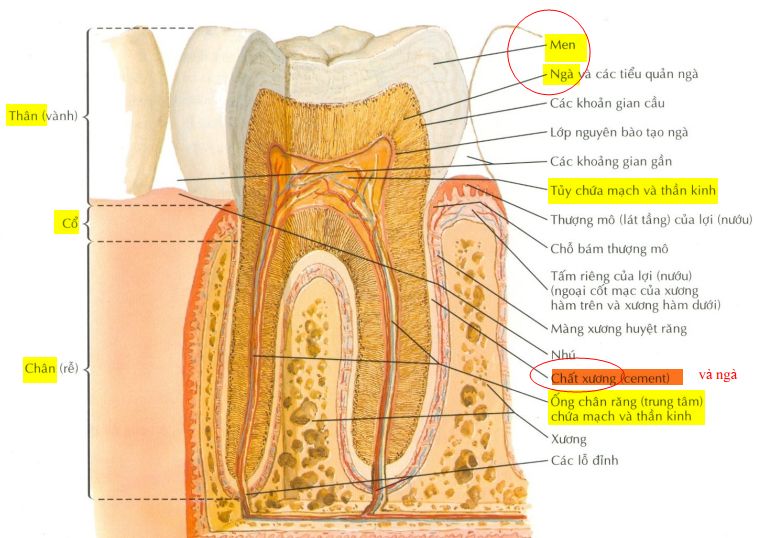 Men
Ngà và các tiểu quản ngà
Các khoản gian cầu
Lớp nguyên bào tạo ngà
Các khoảng gian gần
Tủy chứa mạch và thần kinh
Thượng mô (lát tầng) của lợi (nướu)
Chỗ bám thượng mô
Tấm riêng của lợi (nướu)
(ngoại cốt mạc của xương
hàm trên và xương hàm dưới)
Màng xương huyệt răng
Nhú
Chất xương (cement) và ngà
Ống chân răng (trung tâm)
chứa mạch và thần kinh
Xương
Các lỗ đỉnh
Thân (vành)
Cổ
Chân (rễ)